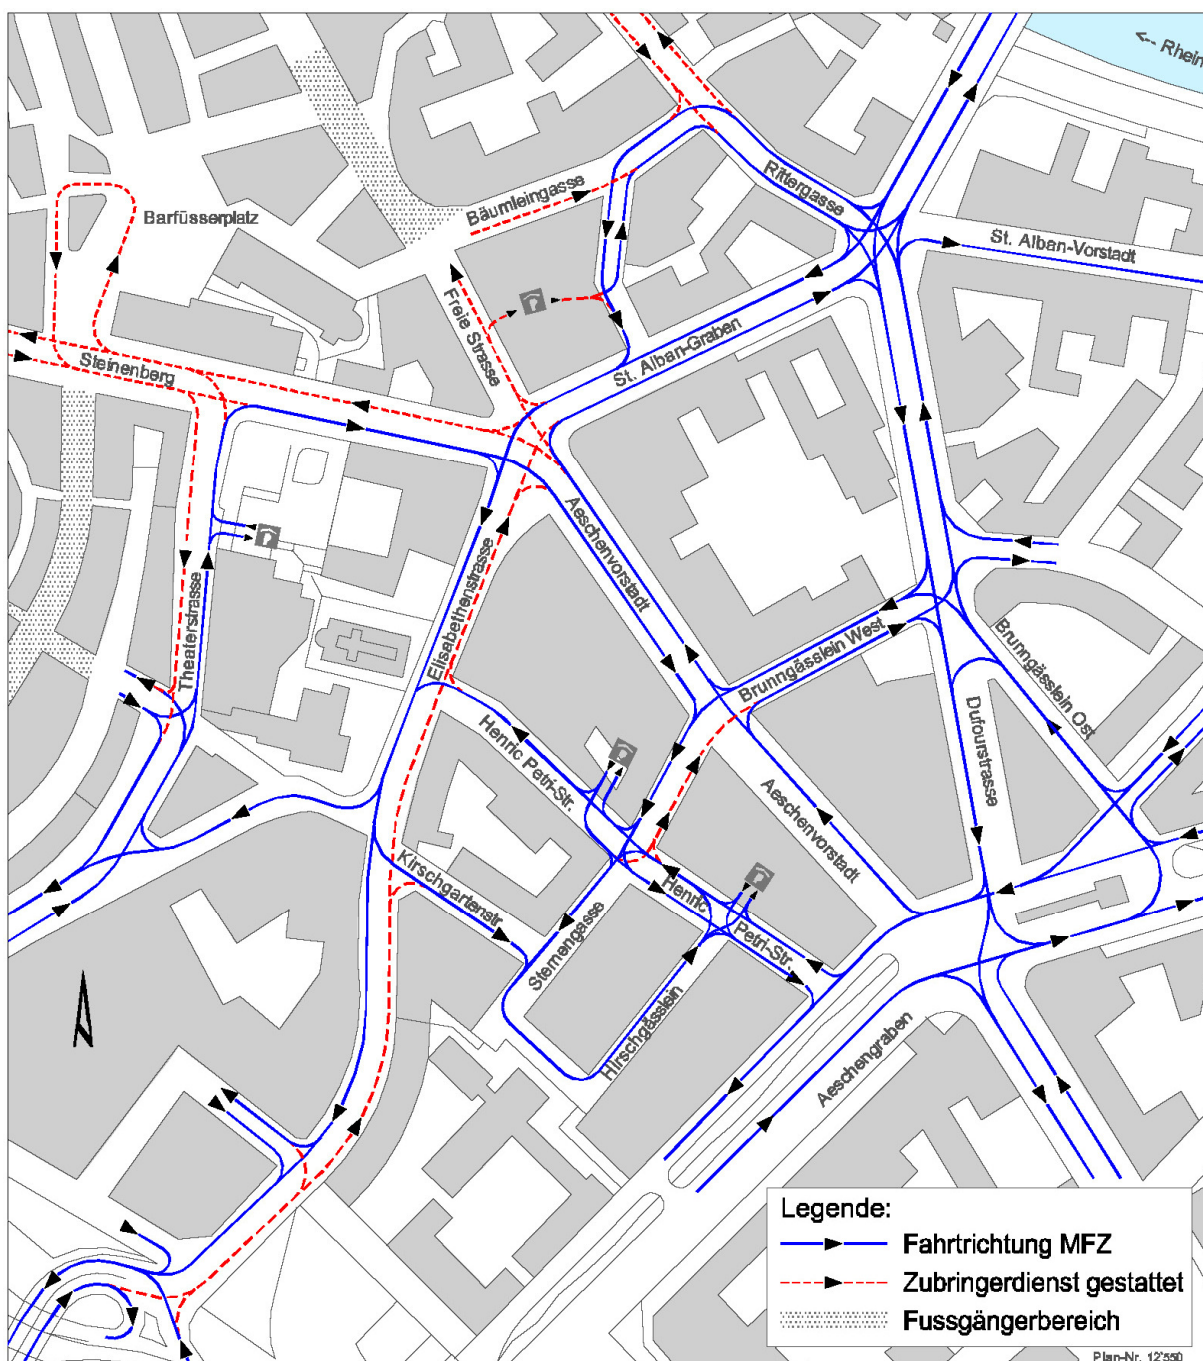 <-- Rhein
Rittergasse
Bäumleingasse
Barfüsserplatz
St. Alban-Vorstadt
Freie Strasse
St. Alban-Graben
Steinenberg
Aeschenvorstadt
Elisabethenstrasse
Theaterstrasse
Brunngässlein West
Brunngässlein Ost
Dufourstrasse
Henric Petri-Str.
Aeschenvorstadt
Kirschgartenstr.
Henric
Petri-Str.
Sternengasse
Hirschgässlein
Aeschengraben
Legende:
Fahrtrichtung MFZ
Zubringerdienst gestattet
Fussgängerbereich
Plan-Nr. 12'550